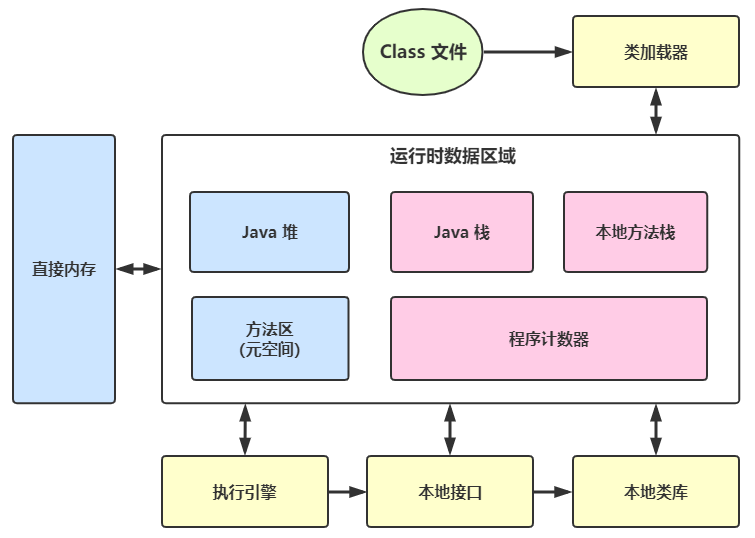 Class 文件
类加载器
运行时数据区域
直接内存
Java 堆
Java 栈
本地方法栈
方法区
(元空间)
程序计数器
执行引擎
本地接口
本地类库